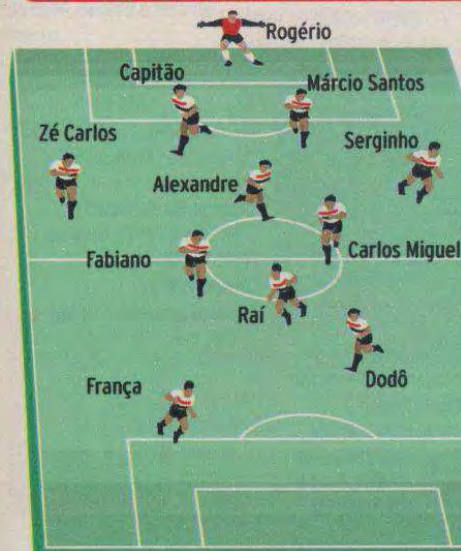 Rogério
Capitão
Márcio Santos
Zé Carlos
Serginho
Alexandre
Carlos Miguel
Fabiano
Raí
Dodô
França